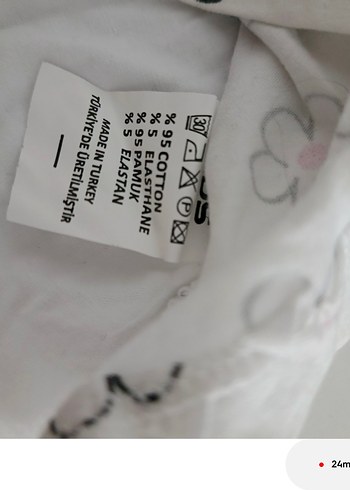 30
% 95 COTTON
% 5 ELASTHANE
% 95 PAMUK
% 5 ELASTAN
MADE IN TURKEY
TÜRKİYE'DE ÜRETİLMİŞTİR
P
24m